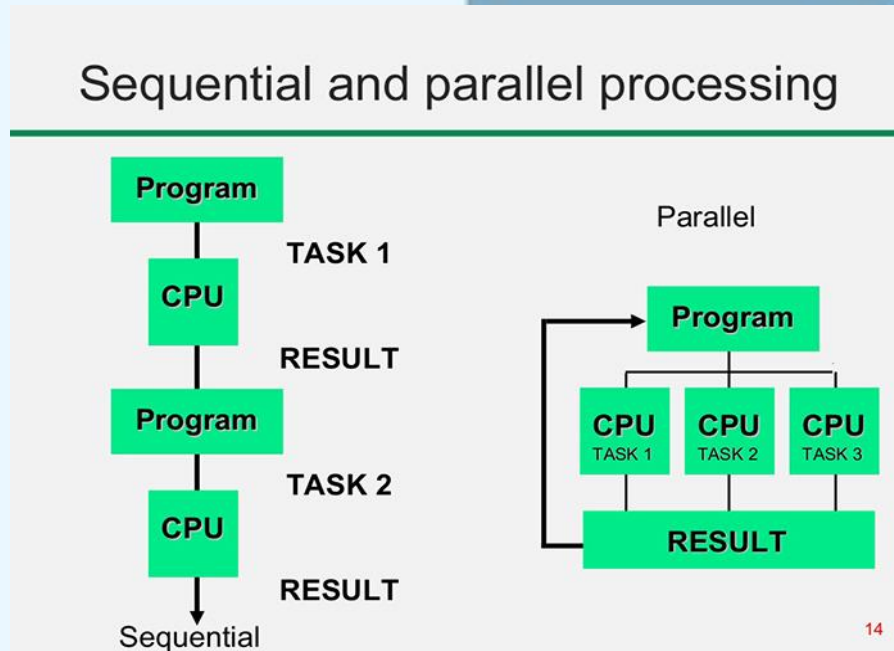 Sequential and parallel processing
Program
TASK 1
CPU
RESULT
Program
TASK 2
CPU
RESULT
Sequential
Parallel
Program
CPU CPU CPU
TASK 1 TASK 2 TASK 3
RESULT
14